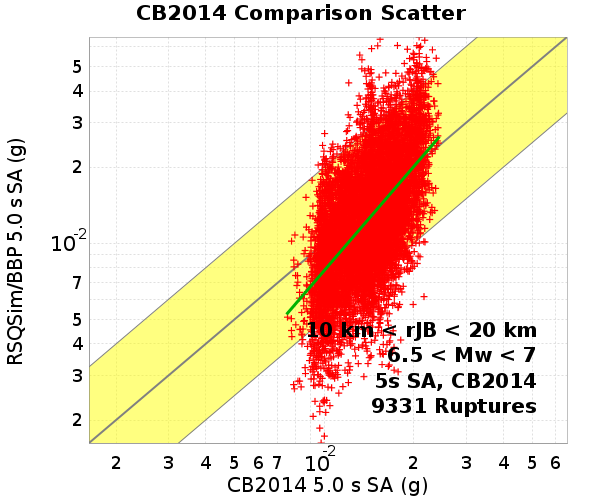 CB2014 Comparison Scatter
RSQSim/BBP 5.0 s SA (g)
5
4
3
2
10-2
7
5
4
3
2
10 km < rJB < 20 km
6.5 < Mw < 7
5s SA, CB2014
9331 Ruptures
2 3 4 5 6 7 10-2 2 3 4 5 6
CB2014 5.0 s SA (g)